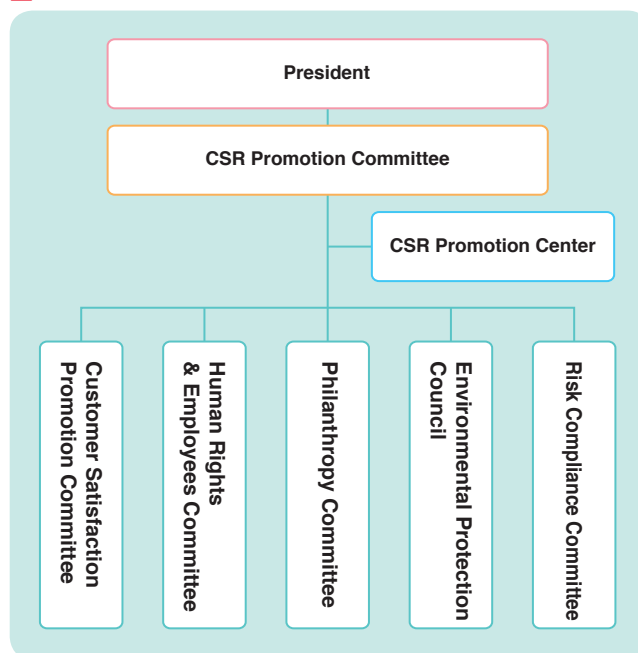 President
CSR Promotion Committee
CSR Promotion Center
Customer Satisfaction
Promotion Committee
Human Rights
& Employees Committee
Philanthropy Committee
Environmental Protection
Council
Risk Compliance Committee